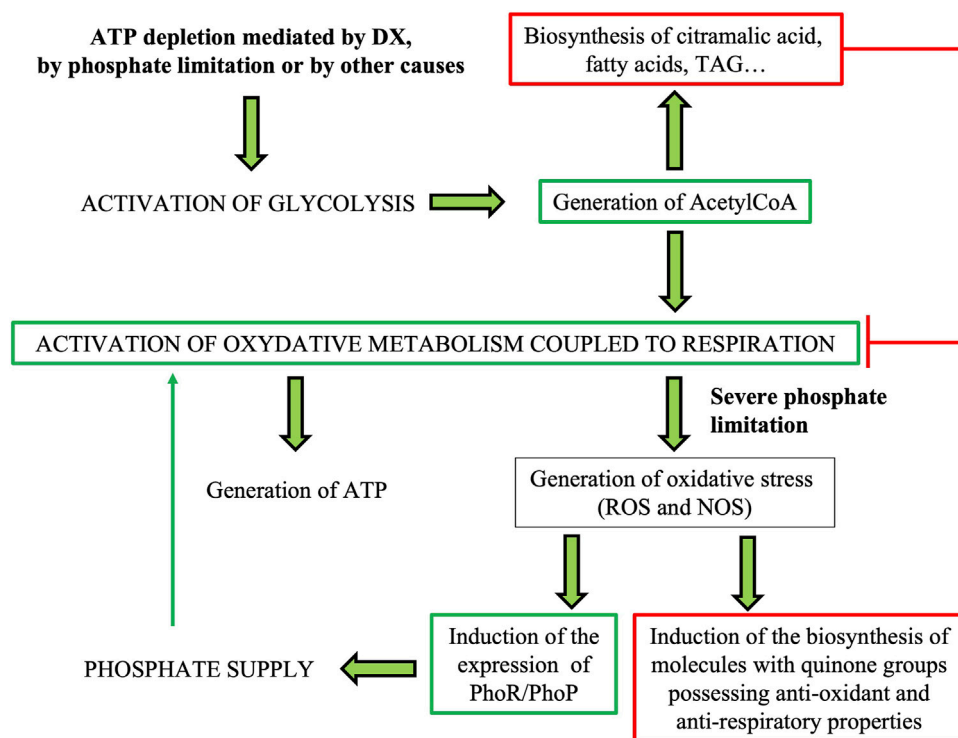 ATP depletion mediated by DX,
by phosphate limitation or by other causes
Biosynthesis of citramalic acid,
fatty acids, TAG…
ACTIVATION OF GLYCOLYSIS
Generation of AcetylCoA
ACTIVATION OF OXYDATIVE METABOLISM COUPLED TO RESPIRATION
Severe phosphate
limitation
Generation of ATP
Generation of oxidative stress
(ROS and NOS)
PHOSPHATE SUPPLY
Induction of the
expression of
PhoR/PhoP
Induction of the biosynthesis of
molecules with quinone groups
possessing anti-oxidant and
anti-respiratory properties